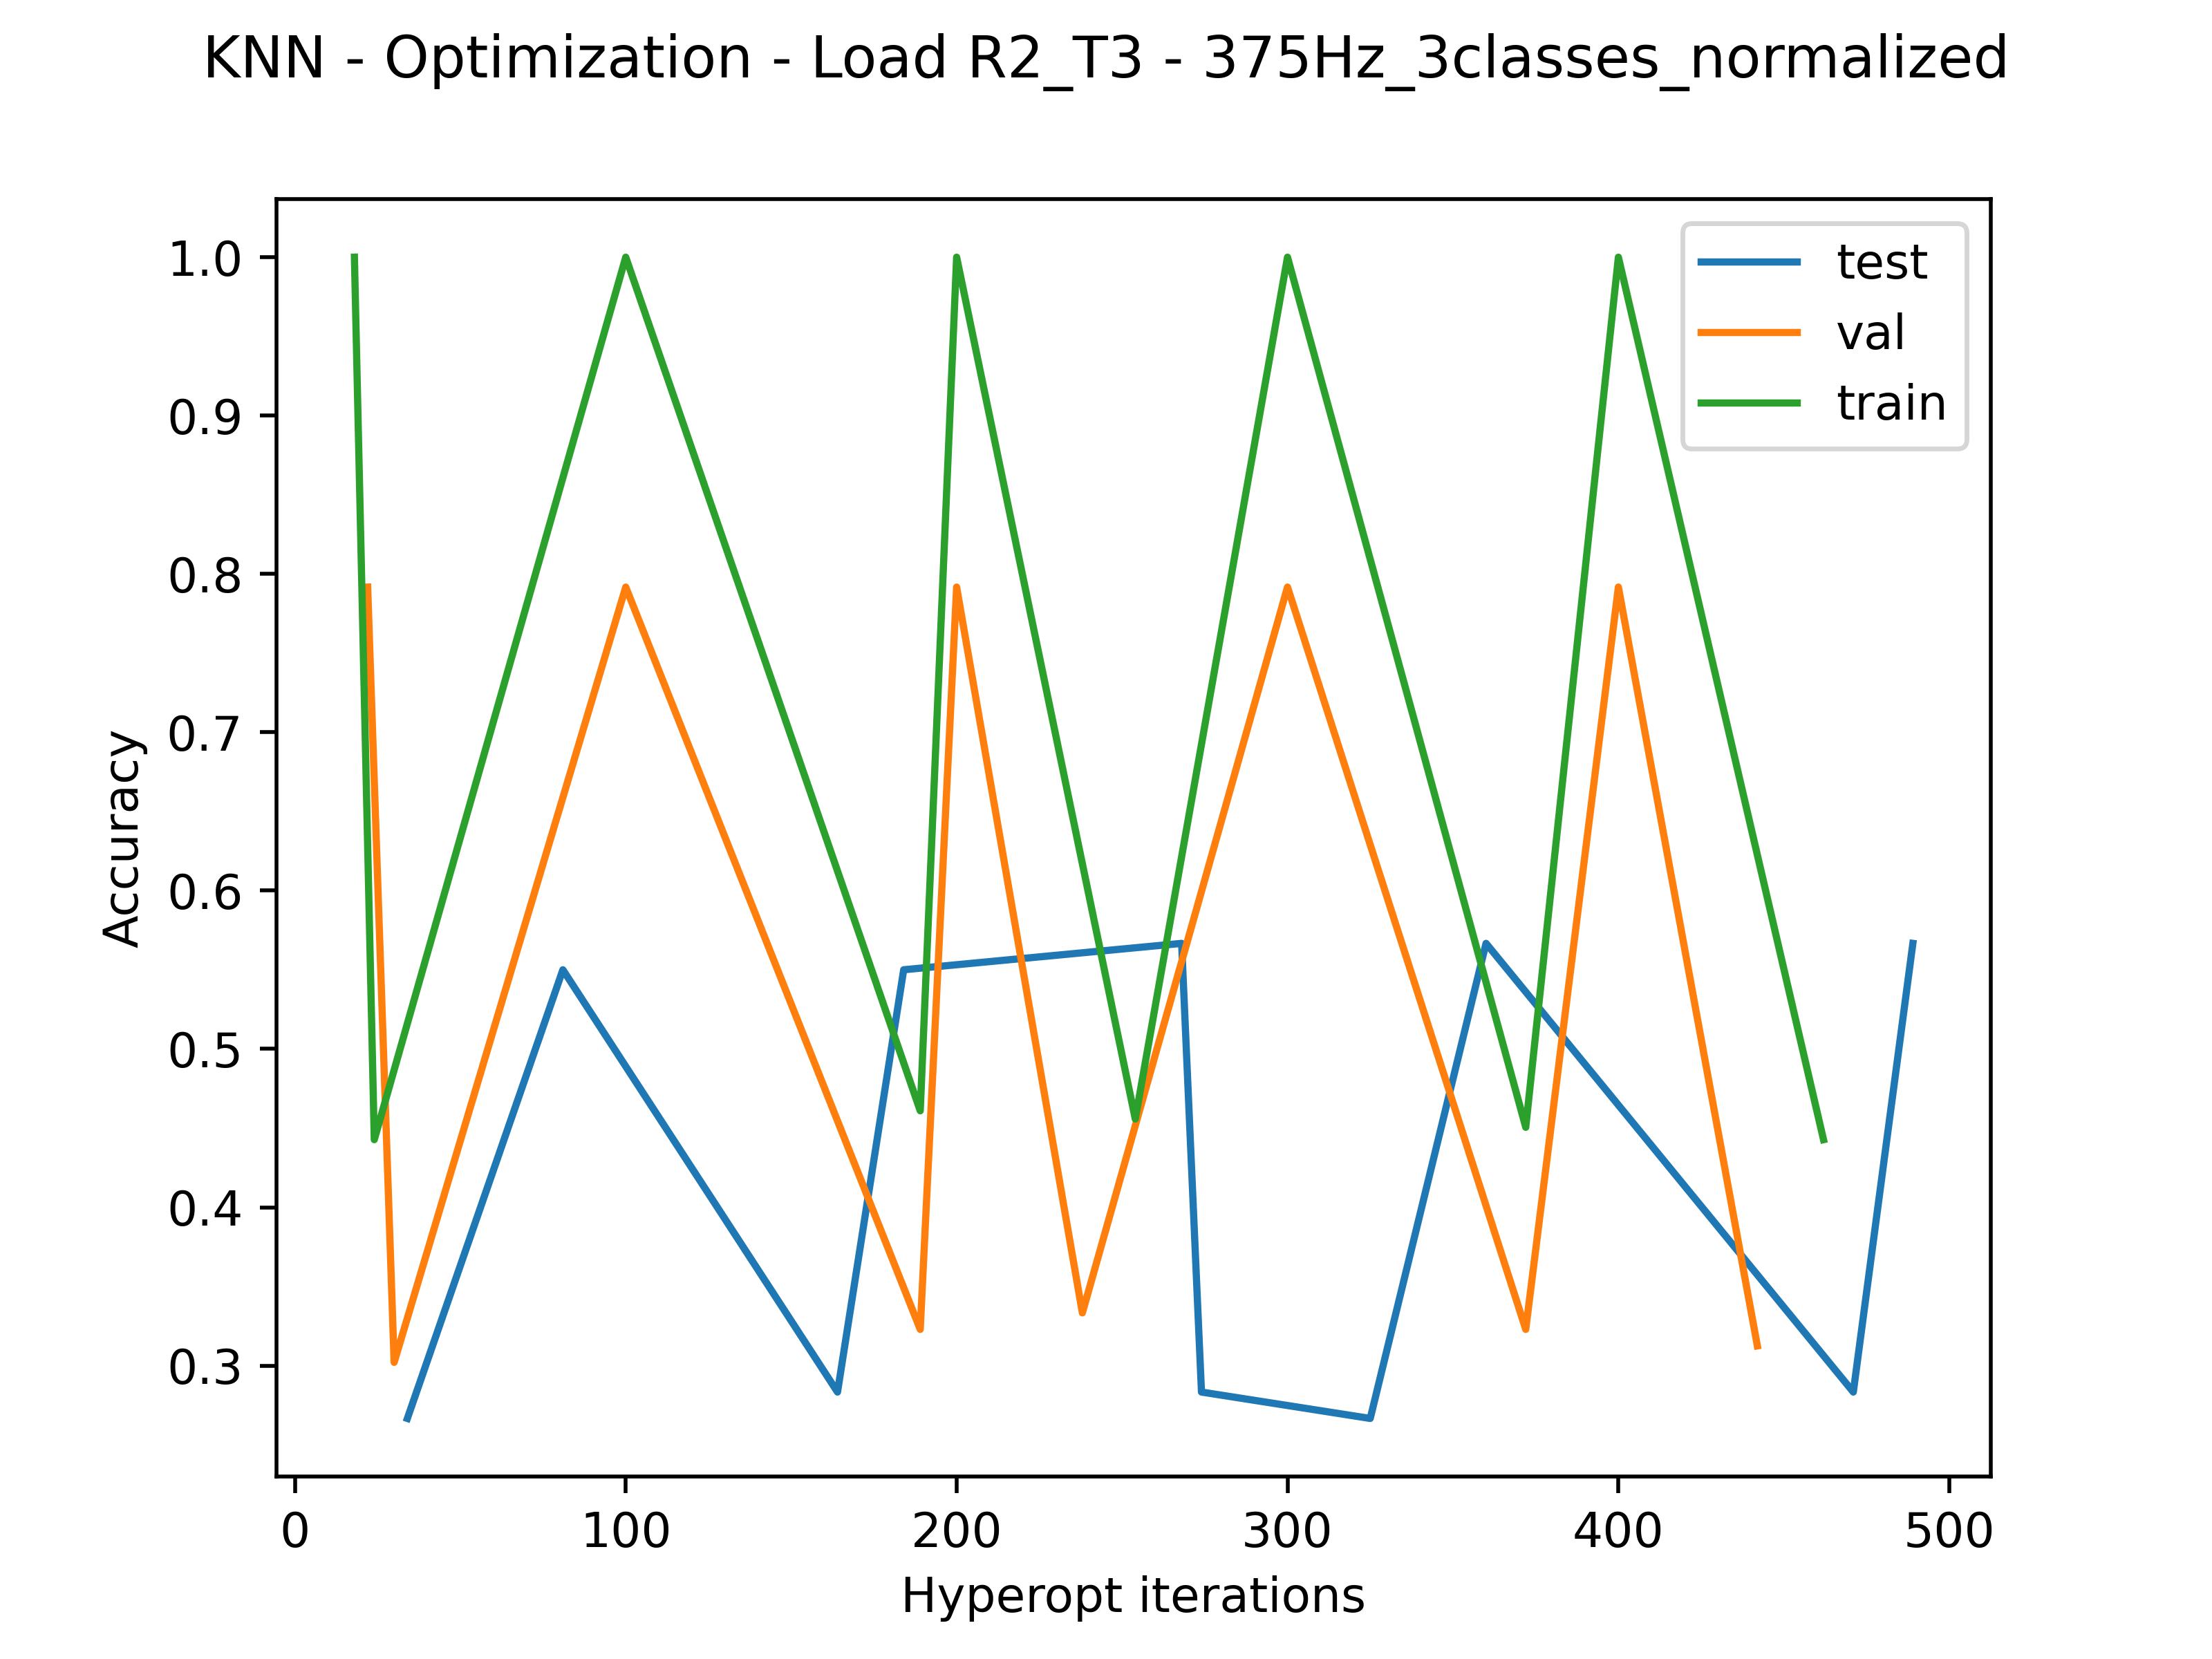 KNN - Optimization - Load R2_T3 - 375Hz_3classes_normalized
1.0
0.9
0.8
0.7
0.6
0.5
0.4
0.3
Accuracy
test
val
train
0 100 200 300 400 500
Hyperopt iterations